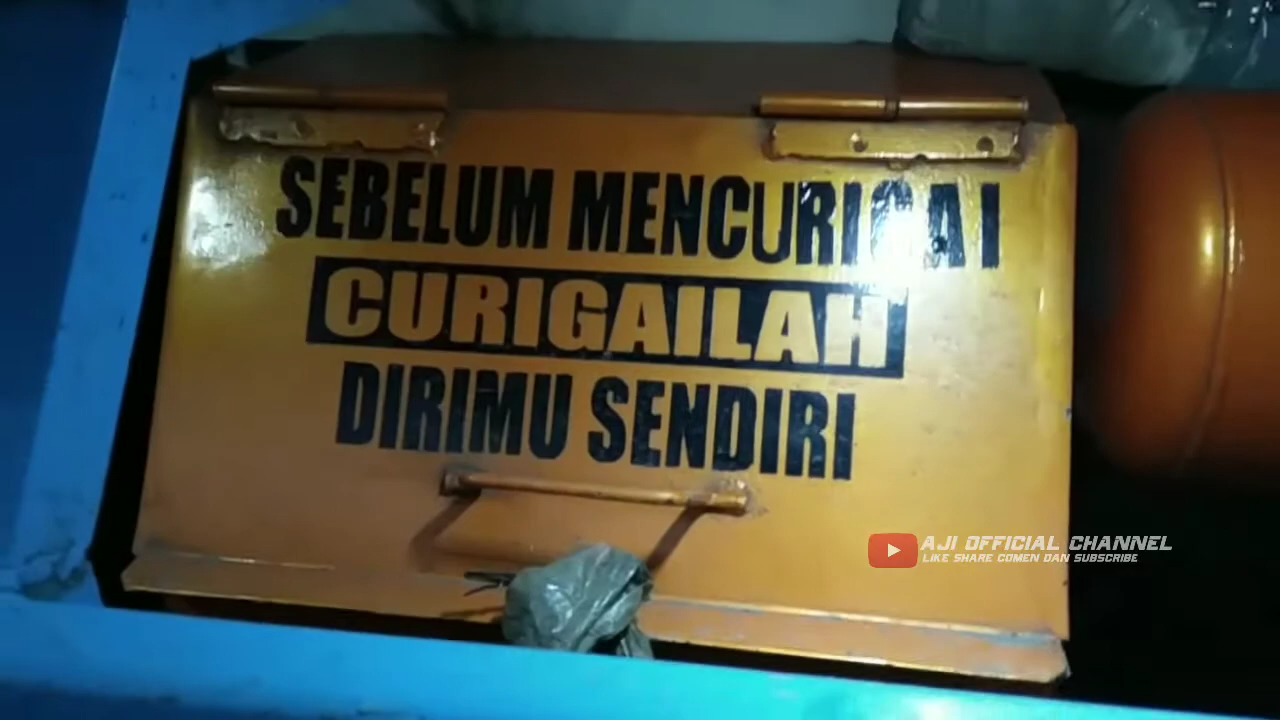 SEBELUM MENCURIGAI
CURIGAILAH
DIRIMU SENDIRI
AJI OFFICIAL CHANNEL
LIKE SHARE COMEN DAN SUBSCRIBE